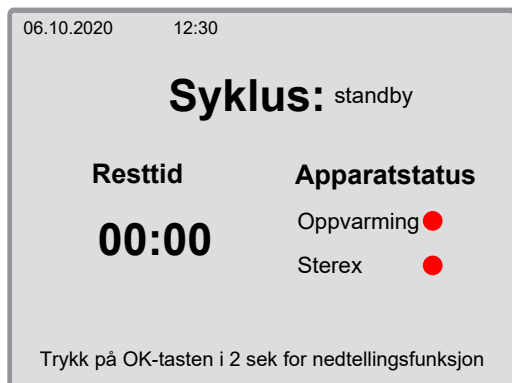 06.10.2020 12:30
Syklus: standby
Resttid Apparatstatus
00:00 Oppvarming
Sterex
Trykk på OK-tasten i 2 sek for nedtellingsfunksjon